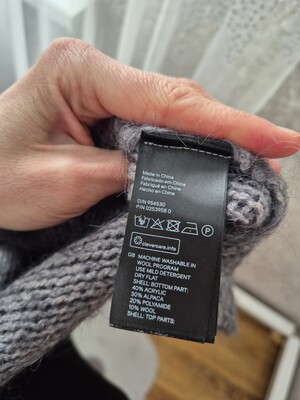 Made in China
Fabricado em China
Fabriqué en China
Hecho en China
D/N 954530
P/N 0253958 0
P
clevercare.info
GB MACHINE WASHABLE IN
WOOL PROGRAM
USE MILD DETERGENT
DRY FLAT
SHELL: BOTTOM PART:
40% ACRYLIC
30% ALPACA
20% POLYAMIDE
10% WOOL
SHELL: TOP PART: